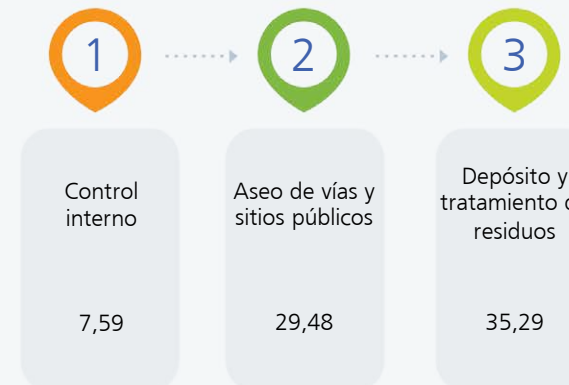 1
2
3
Control
interno
7,59
Aseo de vías y
sitios públicos
29,48
Depósito y
tratamiento
residuos
35,29